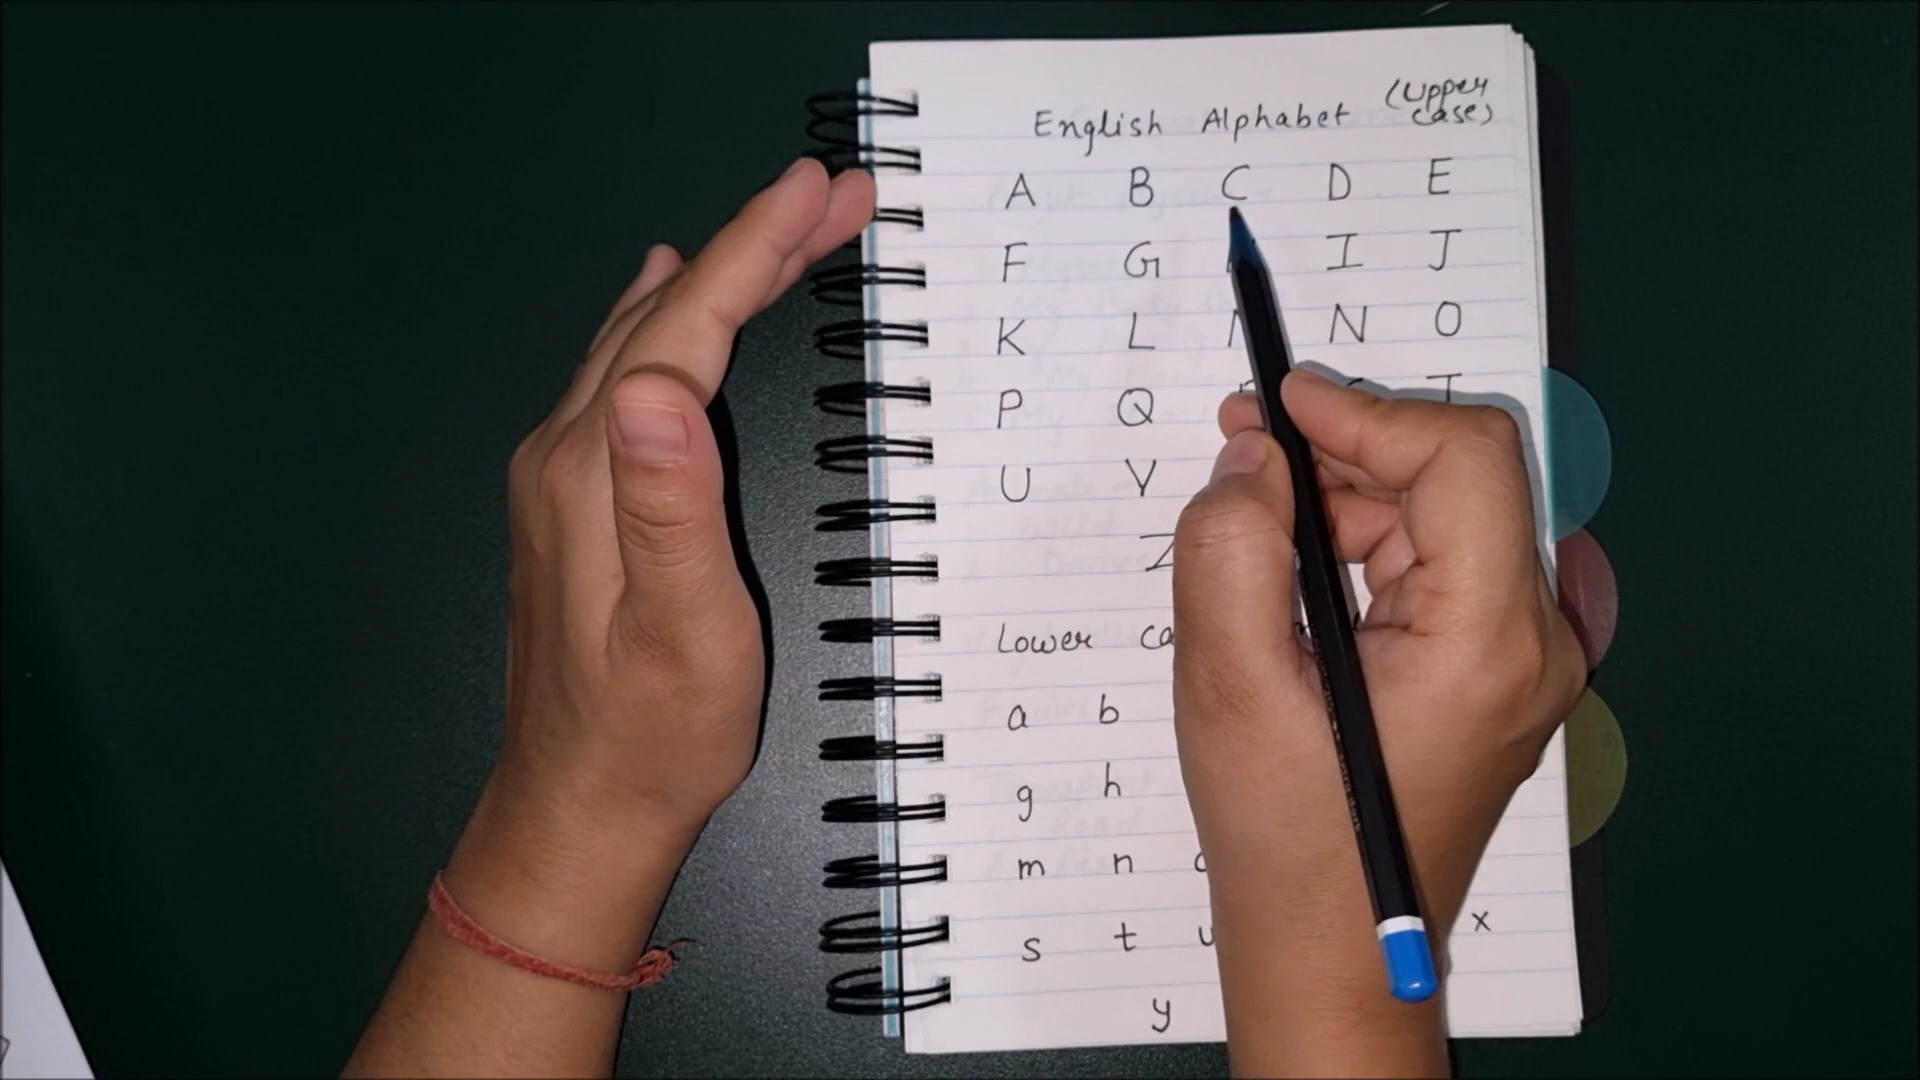 English Alphabet (Upper case)
A B C D E
F G I J
K L N O
P Q T
U V
Z
Lower
a b
g h
m n
s t u x
y